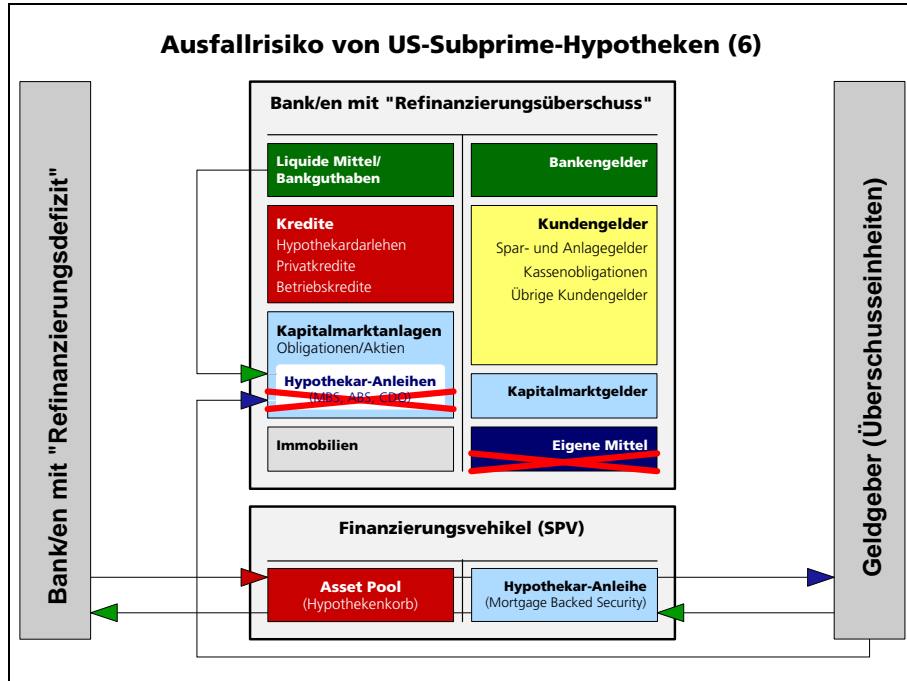 Ausfallrisiko von US-Subprime-Hypotheken (6)
Bank/en mit "Refinanzierungsdefizit"
Bank/en mit "Refinanzierungsüberschuss"
Liquide Mittel/
Bankguthaben
Bankengelder
Kredite
Hypothekardarlehen
Privatkredite
Betriebskredite
Kundengelder
Spar- und Anlagegelder
Kassenobligationen
Übrige Kundengelder
Kapitalmarktanlagen
Obligationen/Aktien
Hypothekar-Anleihen
(MBS, ABS, CDO)
Kapitalmarktgelder
Immobilien
Eigene Mittel
Finanzierungsvehikel (SPV)
Asset Pool
(Hypothekenkorb)
Hypothekar-Anleihe
(Mortgage Backed Security)
Geldgeber (Überschusseinheiten)